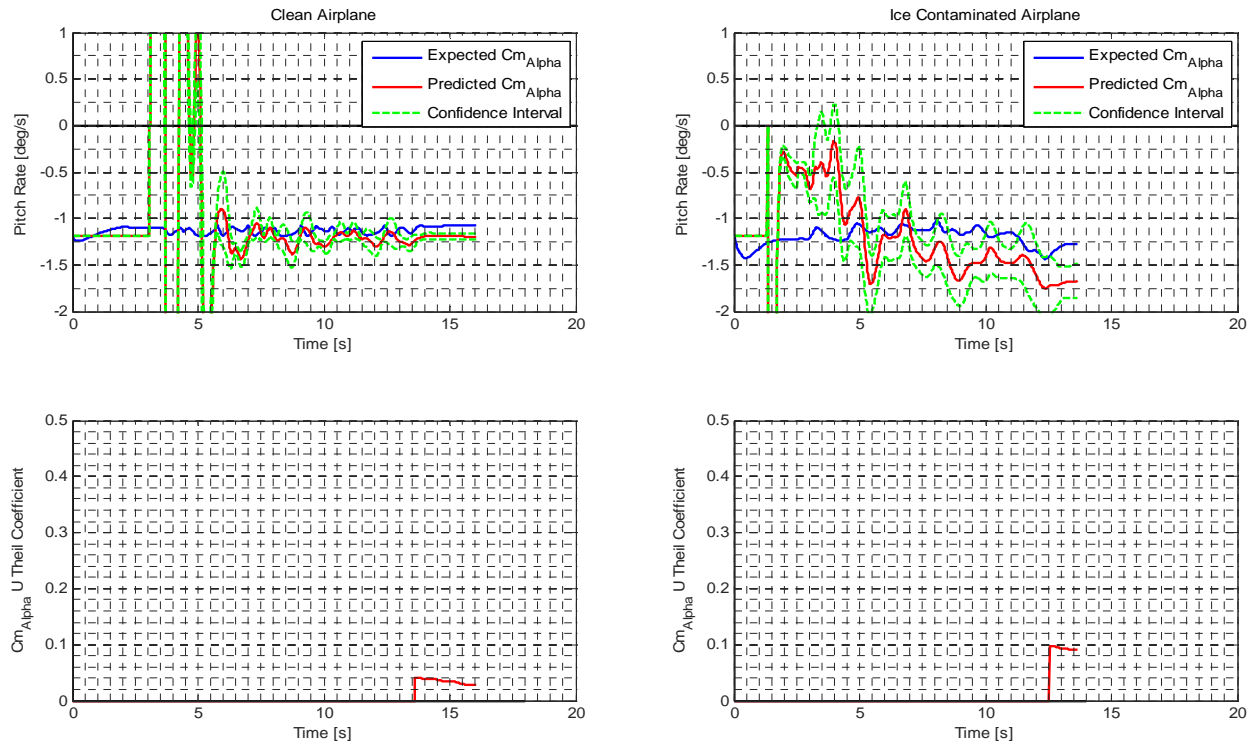 Clean Airplane
1
0.5
0
-0.5
-1
-1.5
-2
Pitch Rate [deg/s]
Expected Cm_Alpha
Predicted Cm_Alpha
Confidence Interval
0 5 10 15 20
Time [s]
Ice Contaminated Airplane
1
0.5
0
-0.5
-1
-1.5
-2
Pitch Rate [deg/s]
Expected Cm_Alpha
Predicted Cm_Alpha
Confidence Interval
0 5 10 15 20
Time [s]
0.5
0.4
0.3
0.2
0.1
0
Cm_Alpha U Theil Coefficient
0 5 10 15 20
Time [s]
0.5
0.4
0.3
0.2
0.1
0
Cm_Alpha U Theil Coefficient
0 5 10 15 20
Time [s]